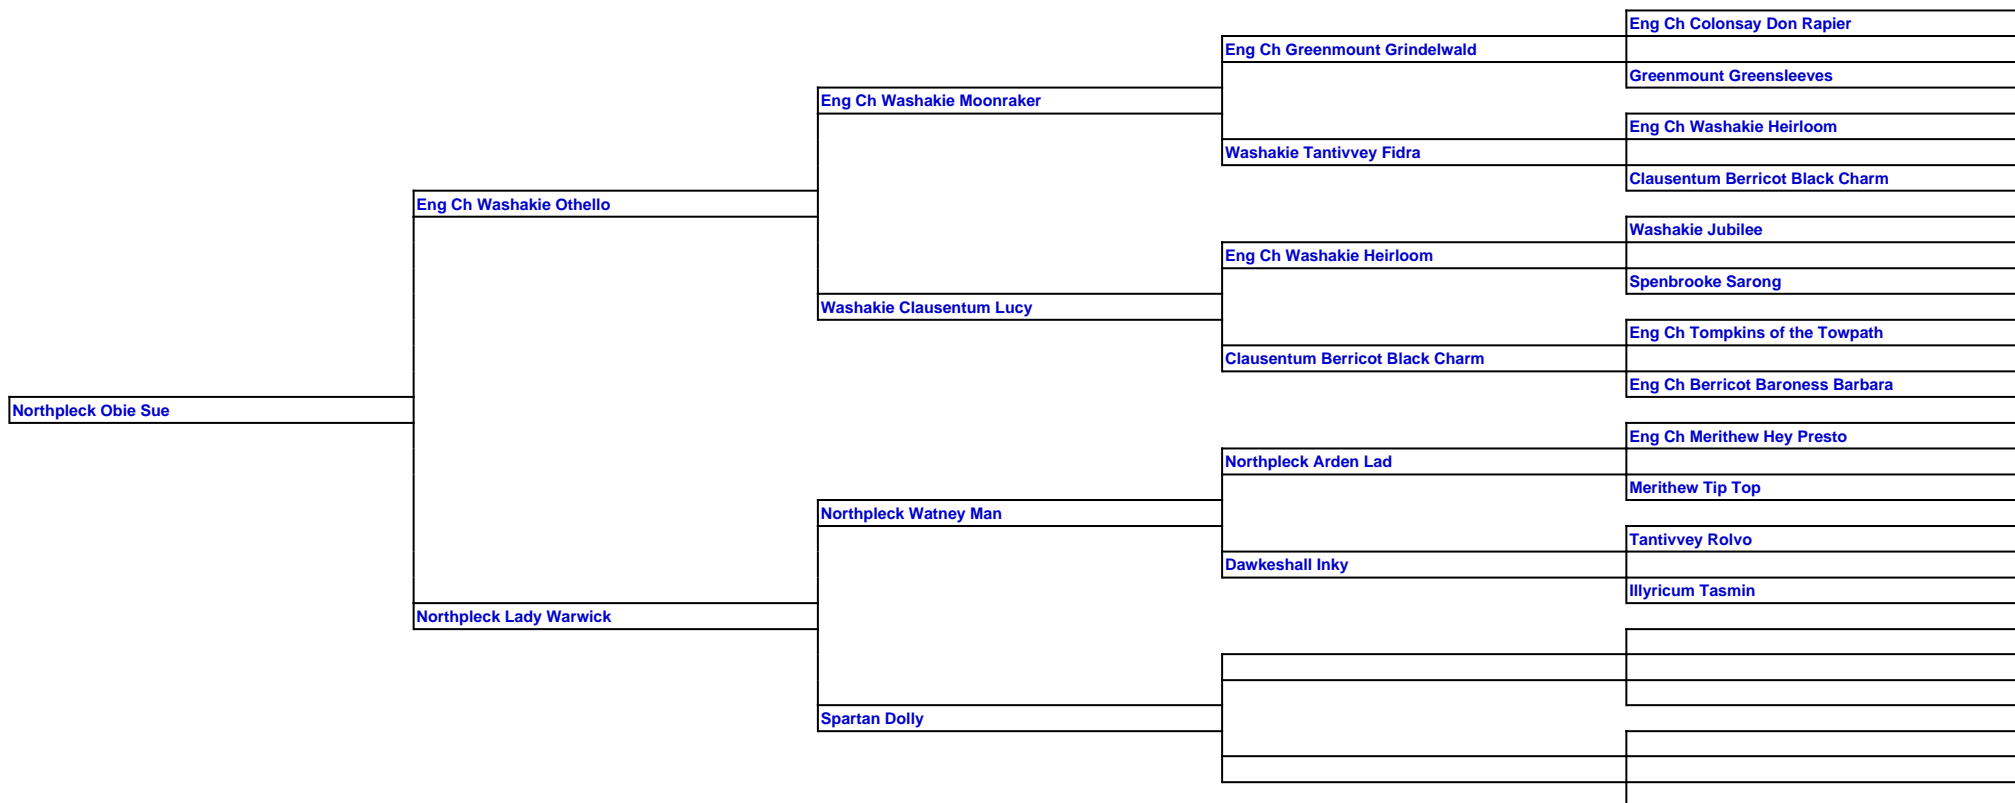 Eng Ch Colonsay Don Rapier
Eng Ch Greenmount Grindelwald
Greenmount Greensleeves
Eng Ch Washakie Moonraker
Eng Ch Washakie Heirloom
Washakie Tantivvey Fidra
Clausentum Berricot Black Charm
Eng Ch Washakie Othello
Washakie Jubilee
Eng Ch Washakie Heirloom
Spenbrooke Sarong
Washakie Clausentum Lucy
Eng Ch Tompkins of the Towpath
Clausentum Berricot Black Charm
Eng Ch Berricot Baroness Barbara
Northpleck Obie Sue
Eng Ch Merithew Hey Presto
Northpleck Arden Lad
Merithew Tip Top
Northpleck Watney Man
Tantivvey Rolvo
Dawkeshall Inky
Illyricum Tasmin
Northpleck Lady Warwick
Spartan Dolly